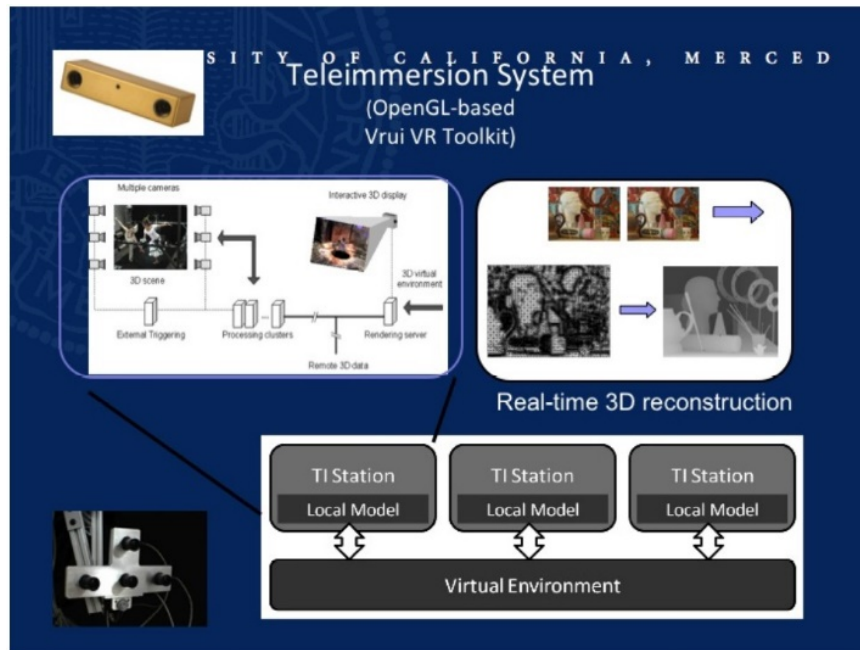 SITY OF CALIFORNIA, MERCED
Teleimmersion System
(OpenGL-based
Vrui VR Toolkit)
Multiple cameras
Interactive 3D display
3D scene
3D virtual
environment
External Triggering
Processing clusters
Rendering server
Remote 3D data
Real-time 3D reconstruction
TI Station
TI Station
TI Station
Local Model
Local Model
Local Model
Virtual Environment